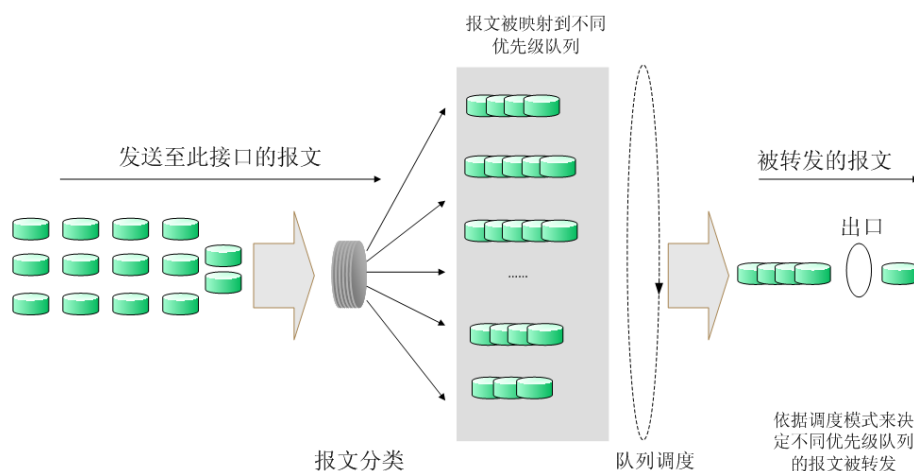 报文被映射到不同
优先级队列
发送至此接口的报文
被转发的报文
出口
......
报文分类
队列调度
依据调度模式来决
定不同优先级队列
的报文被转发